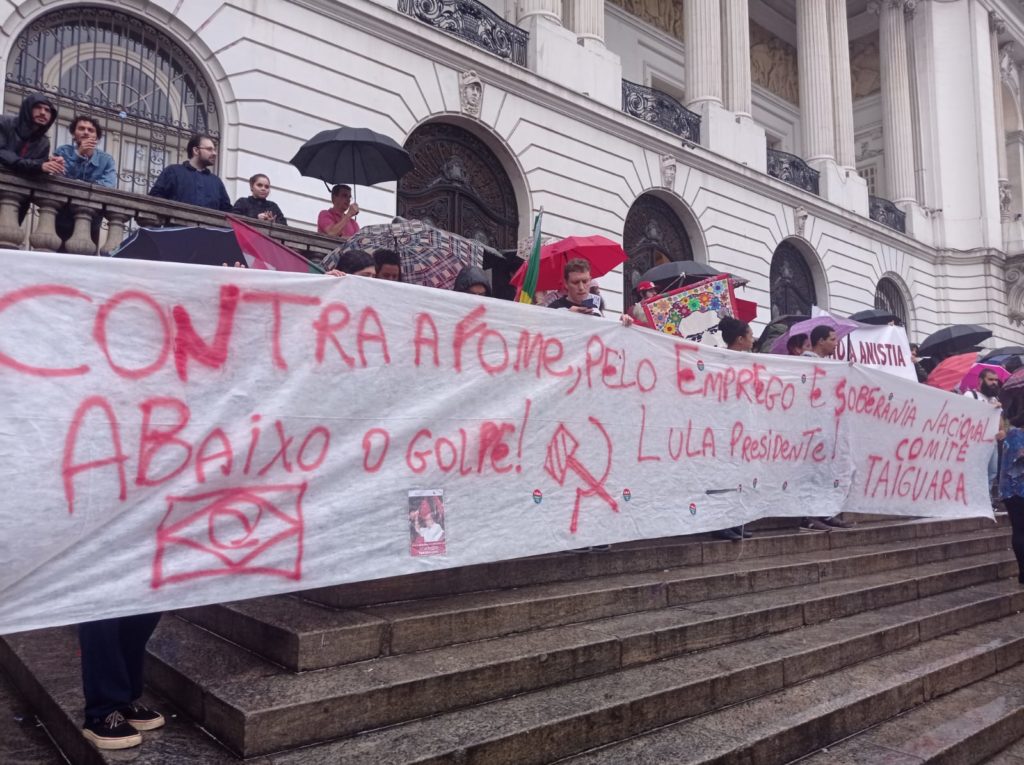 CONTRA A FOME, PELO EMPREGO E SOBERANIA NACIONAL
ABAIXO O GOLPE! LULA PRESIDENTE! COMITÊ
TAIGUARA
ANISTIA